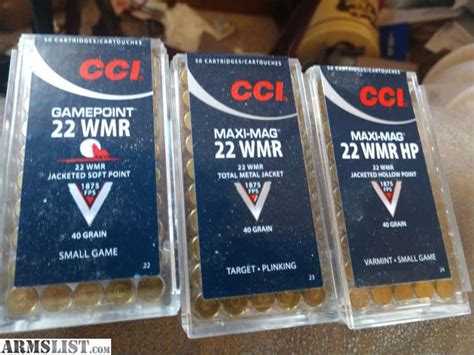 50 CARTRIDGES/CARTOUCHES
CCI
GAMEPOINT
22 WMR
22 WMR
JACKETED SOFT POINT
1875
FPS
40 GRAIN
SMALL GAME
22
50 CARTRIDGES/CARTOUCHES
CCI
MAXI-MAG
22 WMR
22 WMR
TOTAL METAL JACKET
1875
FPS
40 GRAIN
TARGET • PLINKING
23
50 CARTRIDGES/CARTOUCHES
CCI
MAXI-MAG
22 WMR HP
22 WMR
JACKETED HOLLOW POINT
1875
FPS
40 GRAIN
VARMINT • SMALL GAME
24
ARMSLIST.com